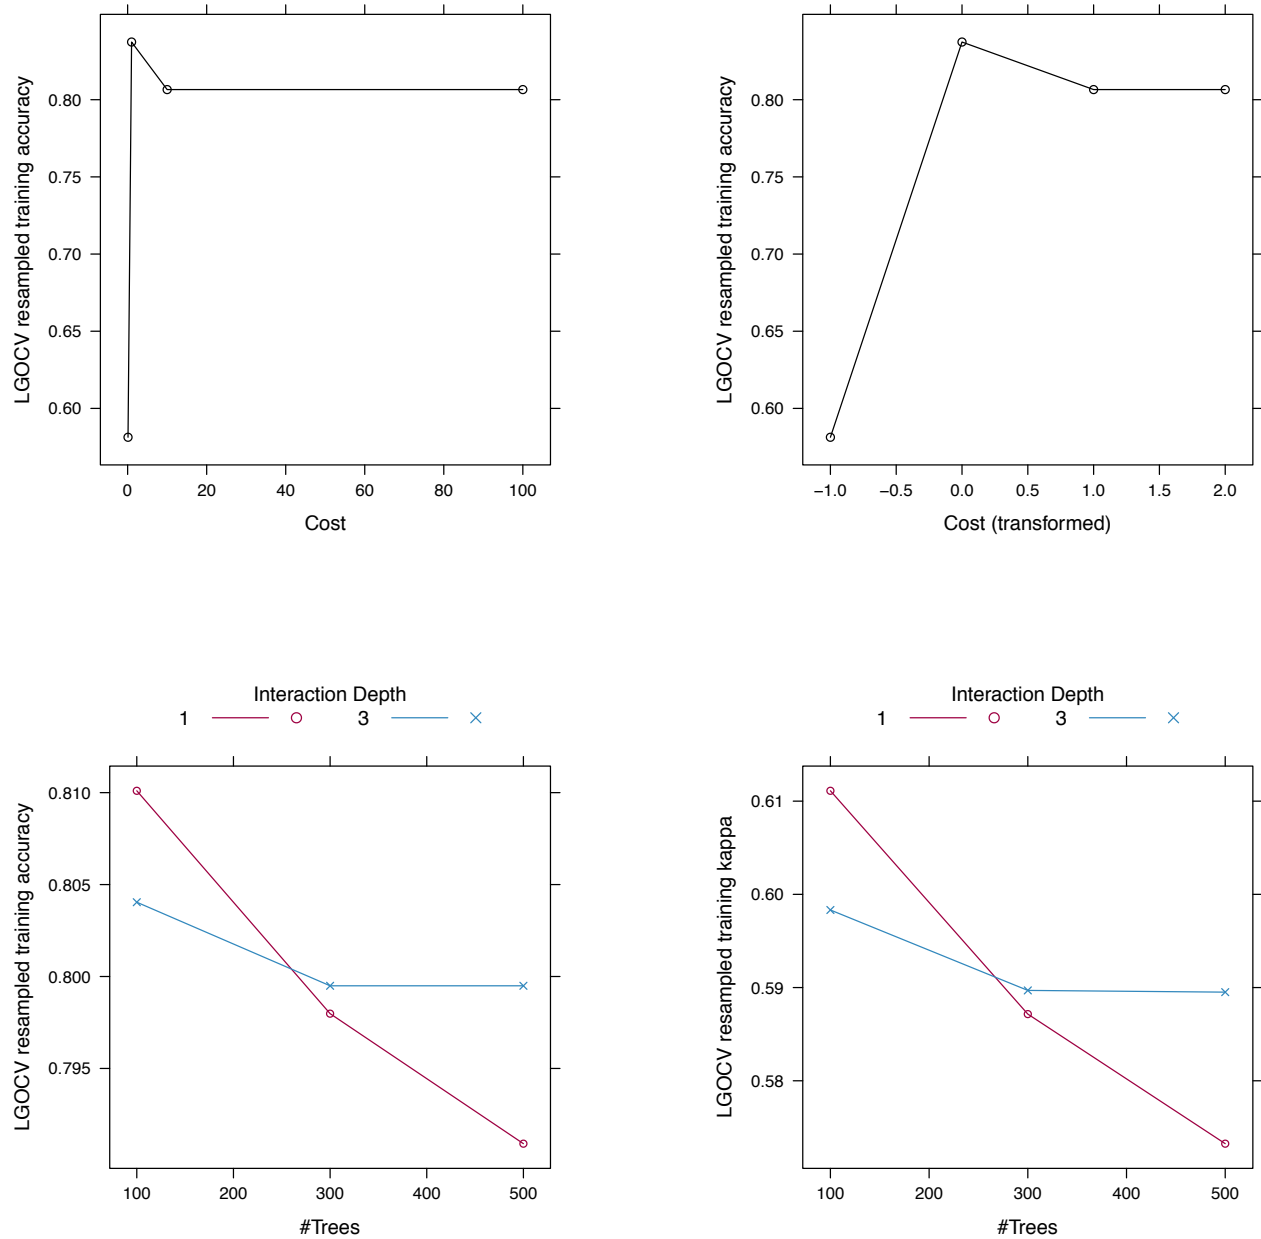 LGOCV resampled training accuracy
0.80
0.75
0.70
0.65
0.60
0 20 40 60 80 100
Cost
LGOCV resampled training accuracy
0.80
0.75
0.70
0.65
0.60
−1.0 −0.5 0.0 0.5 1.0 1.5 2.0
Cost (transformed)
Interaction Depth
1 3
LGOCV resampled training accuracy
0.810
0.805
0.800
0.795
100 200 300 400 500
#Trees
Interaction Depth
1 3
LGOCV resampled training kappa
0.61
0.60
0.59
0.58
100 200 300 400 500
#Trees